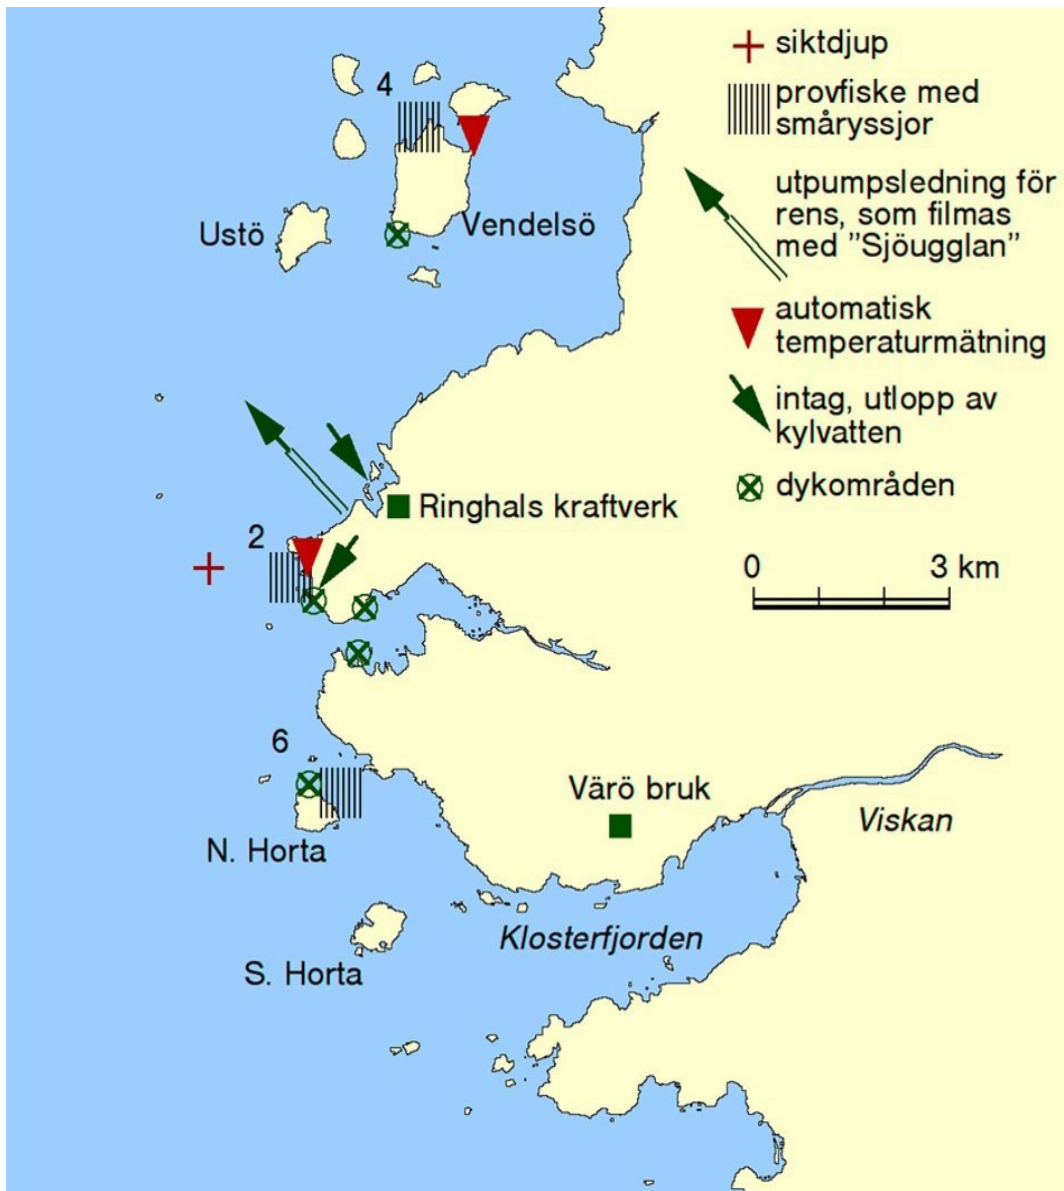 siktdjup
provfiske med
småryssjor
utpumpsledning för
rens, som filmas
med ”Sjöugglan”
automatisk
temperaturmätning
intag, utlopp av
kylvatten
dykområden
0 3 km
4
Ustö
Vendelsö
Ringhals kraftverk
2
6
Värö bruk
Viskan
N. Horta
Klosterfjorden
S. Horta